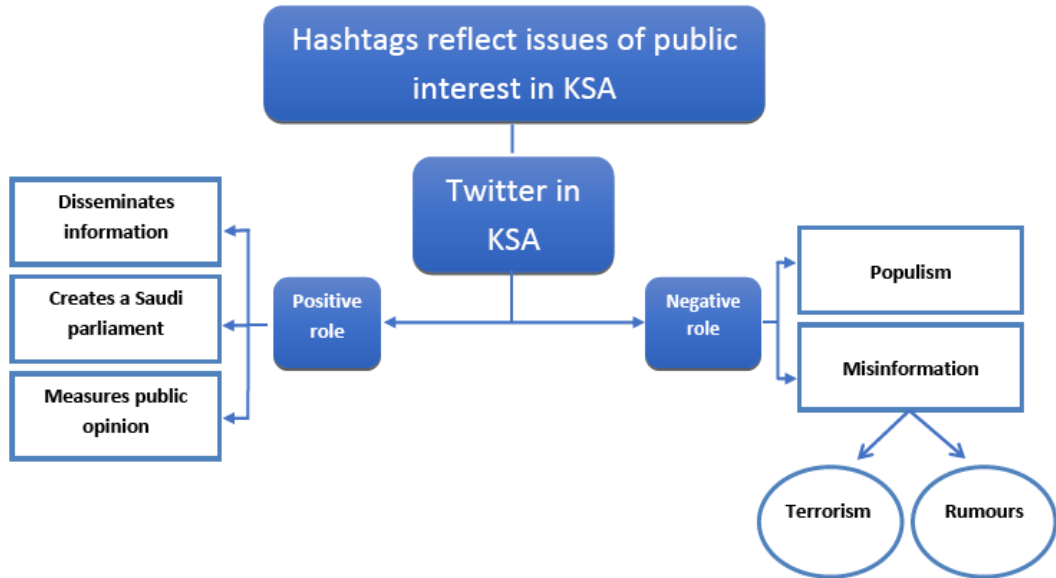 Hashtags reflect issues of public
interest in KSA
Twitter in
KSA
Disseminates
information
Creates a Saudi
parliament
Measures public
opinion
Positive
role
Negative
role
Populism
Misinformation
Terrorism
Rumours